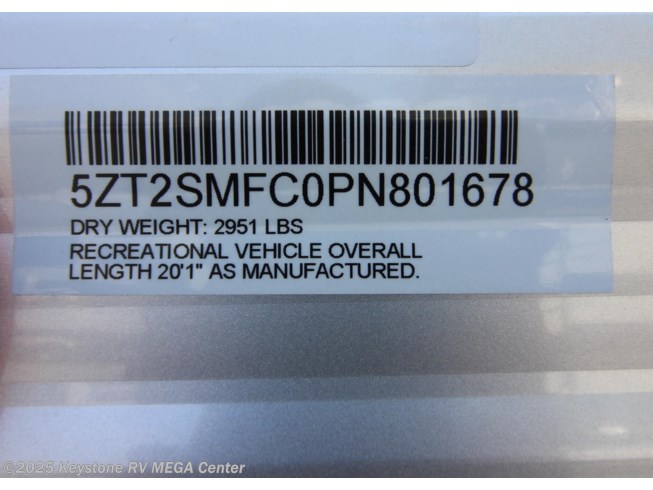 5ZT2SMFC0PN801678
DRY WEIGHT: 2951 LBS
RECREATIONAL VEHICLE OVERALL
LENGTH 20'1" AS MANUFACTURED.
©2025 Keystone RV MEGA Center